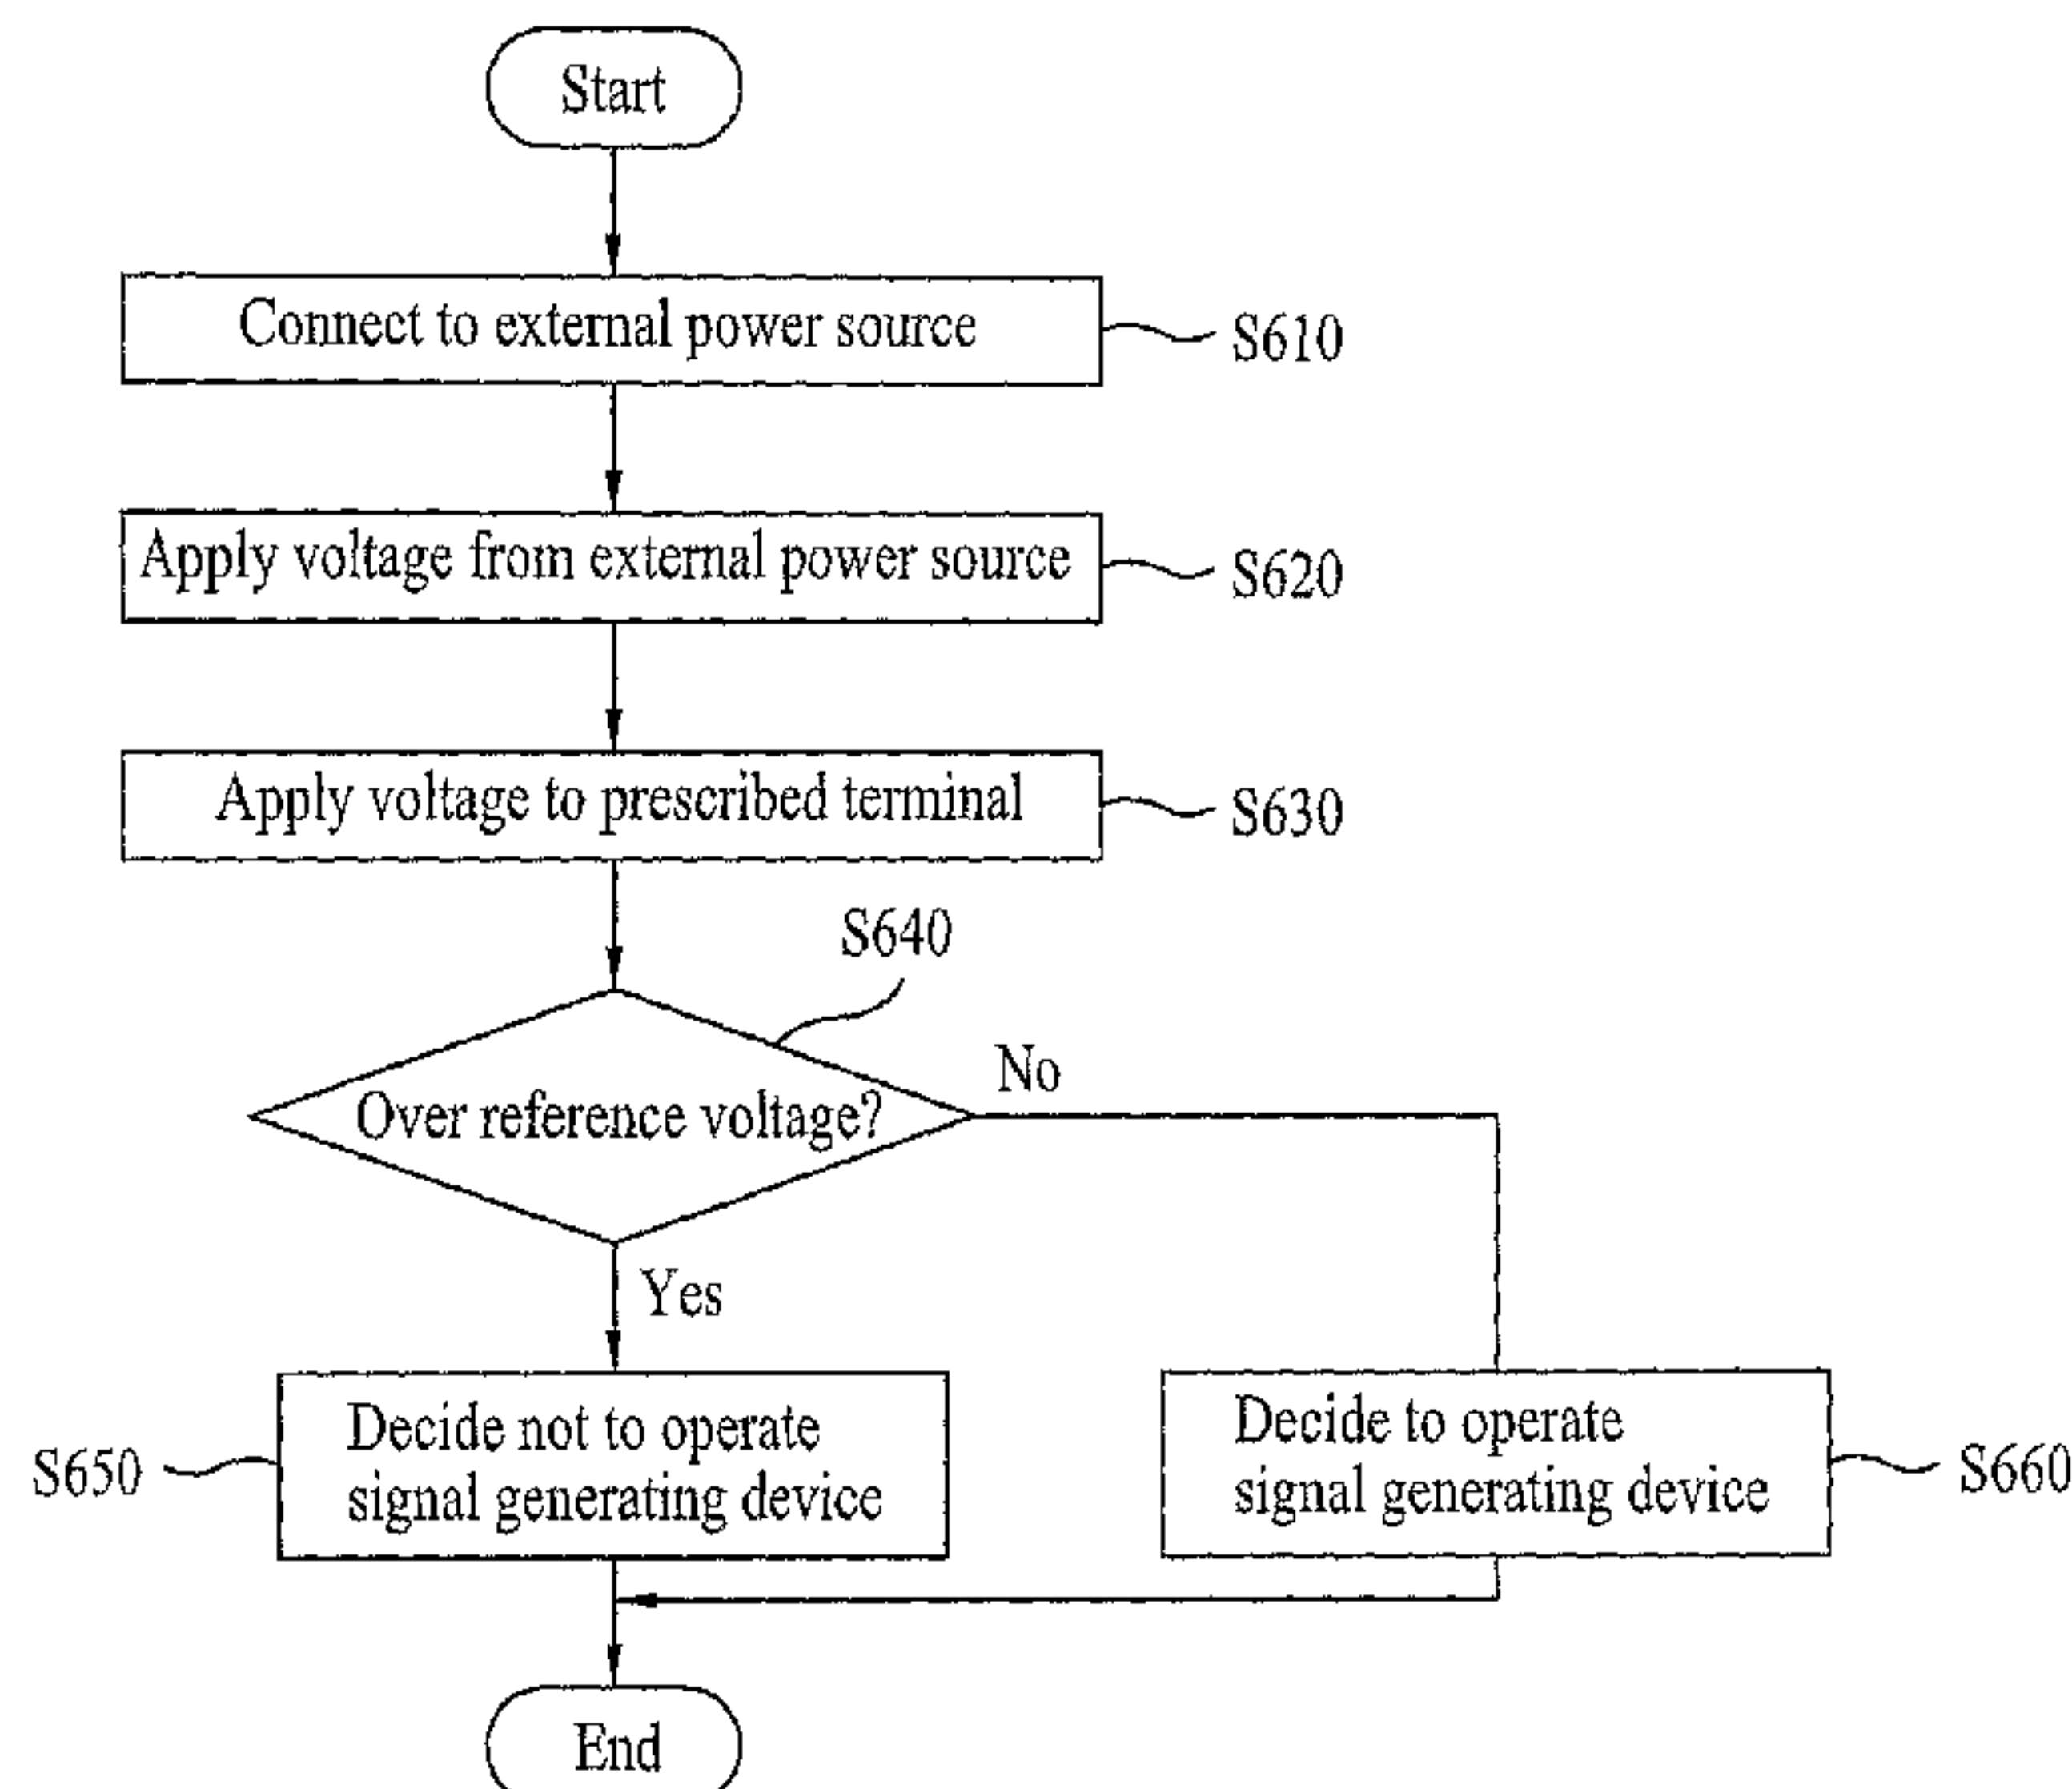 Start
Connect to external power source
S610
Apply voltage from external power source
S620
Apply voltage to prescribed terminal
S630
S640
Over reference voltage?
No
Yes
S650
Decide not to operate
signal generating device
Decide to operate
signal generating device
S660
End